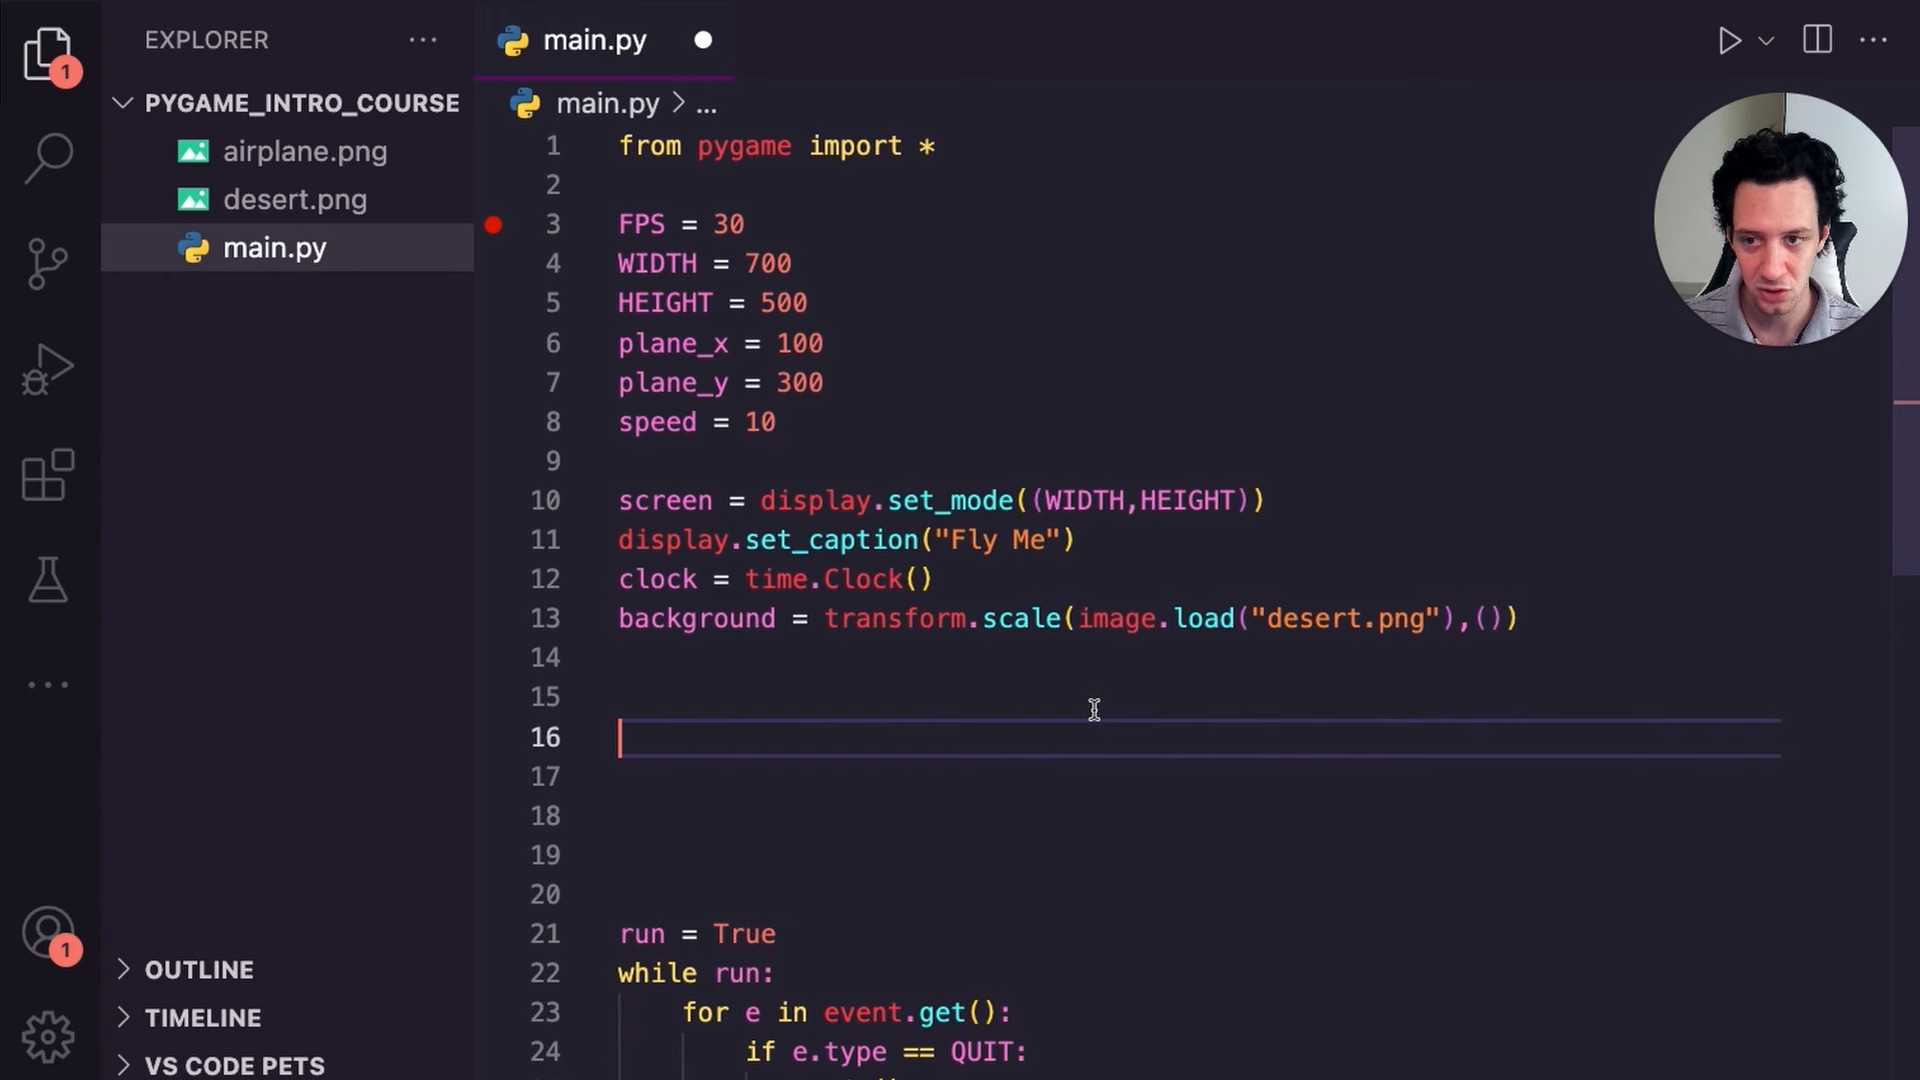 EXPLORER
1
PYGAME_INTRO_COURSE
airplane.png
desert.png
main.py
main.py
main.py > ...
1 from pygame import *
2
3 FPS = 30
4 WIDTH = 700
5 HEIGHT = 500
6 plane_x = 100
7 plane_y = 300
8 speed = 10
9
10 screen = display.set_mode((WIDTH,HEIGHT))
11 display.set_caption("Fly Me")
12 clock = time.Clock()
13 background = transform.scale(image.load("desert.png"),())
14
15
16
17
18
19
20
21 run = True
22 while run:
23 for e in event.get():
24 if e.type == QUIT:
1
OUTLINE
TIMELINE
VS CODE PETS